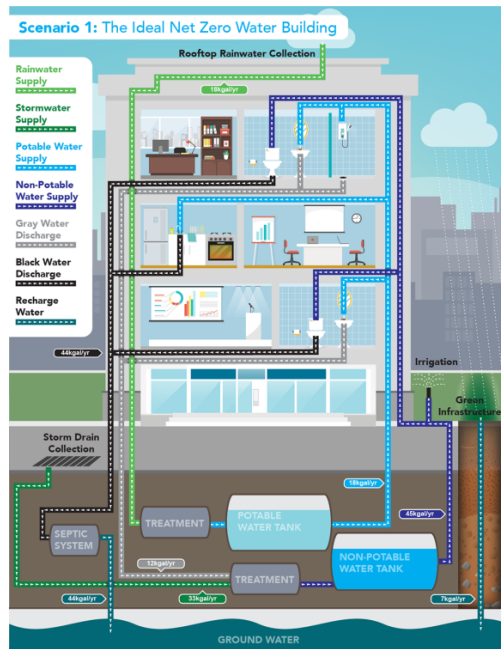 Scenario 1: The Ideal Net Zero Water Building
Rooftop Rainwater Collection
Rainwater
Supply
18kgal/yr
Stormwater
Supply
Potable Water
Supply
Non-Potable
Water Supply
Gray Water
Discharge
Black Water
Discharge
Recharge
Water
44kgal/yr
Irrigation
Green
Infrastructure
Storm Drain
Collection
18kgal/yr
POTABLE
WATER TANK
TREATMENT
45kgal/yr
SEPTIC
SYSTEM
NON-POTABLE
WATER TANK
12kgal/yr
TREATMENT
44kgal/yr
33kgal/yr
7kgal/yr
GROUND WATER